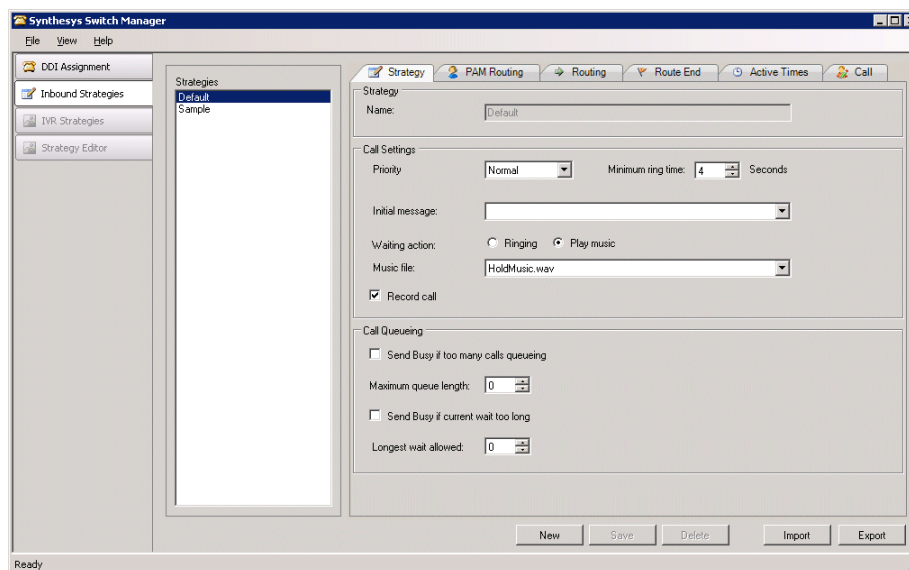 Synthesys Switch Manager
File View Help
DDI Assignment
Inbound Strategies
IVR Strategies
Strategy Editor
Strategies
Default
Sample
Strategy PAM Routing Routing Route End Active Times Call
Strategy
Name: Default
Call Settings
Priority Normal Minimum ring time: 4 Seconds
Initial message:
Waiting action: Ringing Play music
Music file: HoldMusic.wav
Record call
Call Queueing
Send Busy if too many calls queueing
Maximum queue length: 0
Send Busy if current wait too long
Longest wait allowed: 0
New Save Delete Import Export
Ready